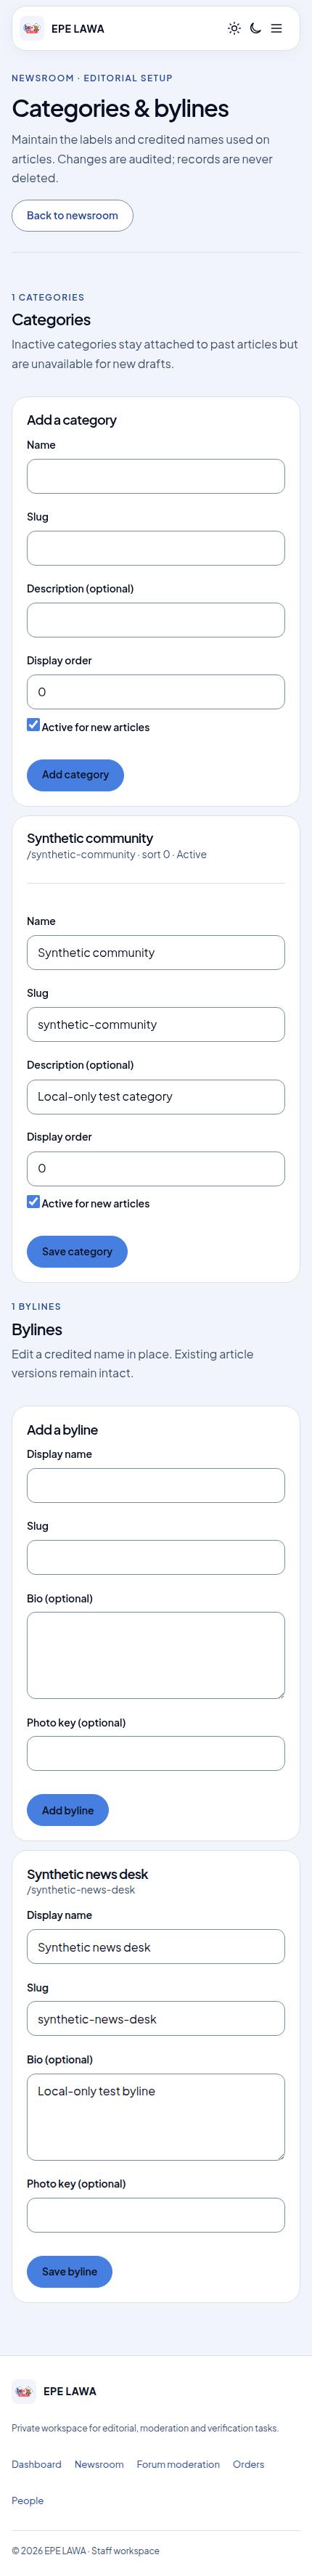 EPE LAWA
NEWSROOM · EDITORIAL SETUP
Categories & bylines
Maintain the labels and credited names used on
articles. Changes are audited; records are never
deleted.
Back to newsroom
1 CATEGORIES
Categories
Inactive categories stay attached to past articles but
are unavailable for new drafts.
Add a category
Name
Slug
Description (optional)
Display order
0
Active for new articles
Add category
Synthetic community
/synthetic-community · sort 0 · Active
Name
Synthetic community
Slug
synthetic-community
Description (optional)
Local-only test category
Display order
0
Active for new articles
Save category
1 BYLINES
Bylines
Edit a credited name in place. Existing article
versions remain intact.
Add a byline
Display name
Slug
Bio (optional)
Photo key (optional)
Add byline
Synthetic news desk
/synthetic-news-desk
Display name
Synthetic news desk
Slug
synthetic-news-desk
Bio (optional)
Local-only test byline
Photo key (optional)
Save byline
EPE LAWA
Private workspace for editorial, moderation and verification tasks.
Dashboard Newsroom Forum moderation Orders
People
© 2026 EPE LAWA · Staff workspace